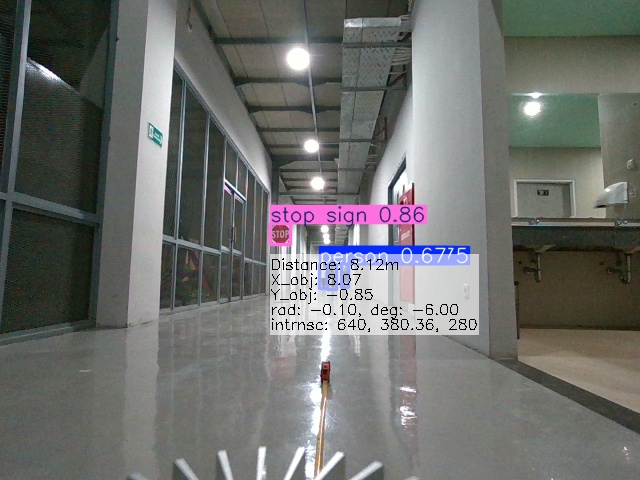 stop sign 0.86
STOP
person 0.6775
Distance: 8.12m
X_obj: 8.07
Y_obj: -0.85
rad: -0.10, deg: -6.00
intrnsc: 640, 380.36, 280